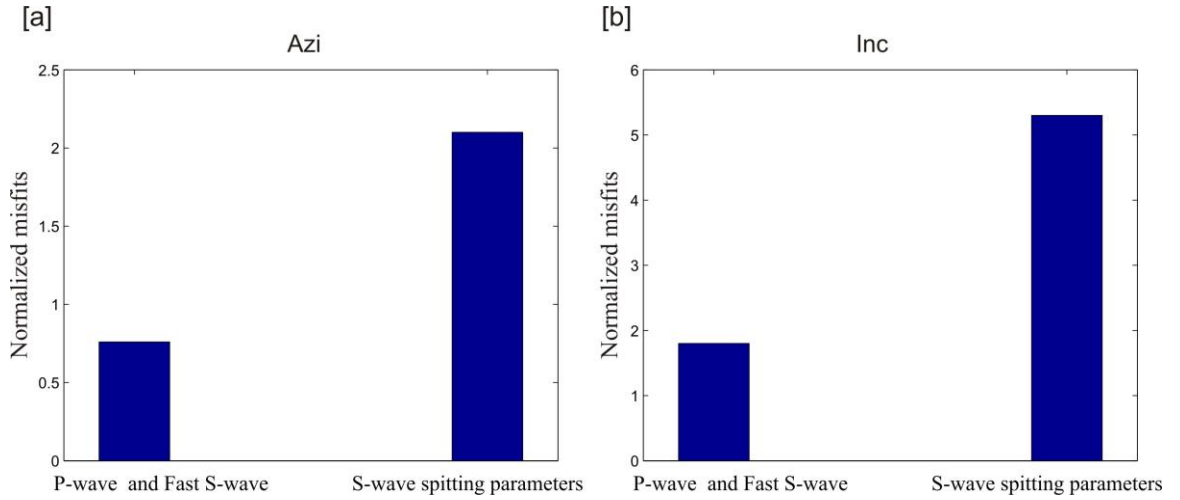 [a]
Azi
2.5
2
1.5
1
0.5
0
Normalized misfits
P-wave and Fast S-wave
S-wave spitting parameters
[b]
Inc
6
5
4
3
2
1
0
Normalized misfits
P-wave and Fast S-wave
S-wave spitting parameters